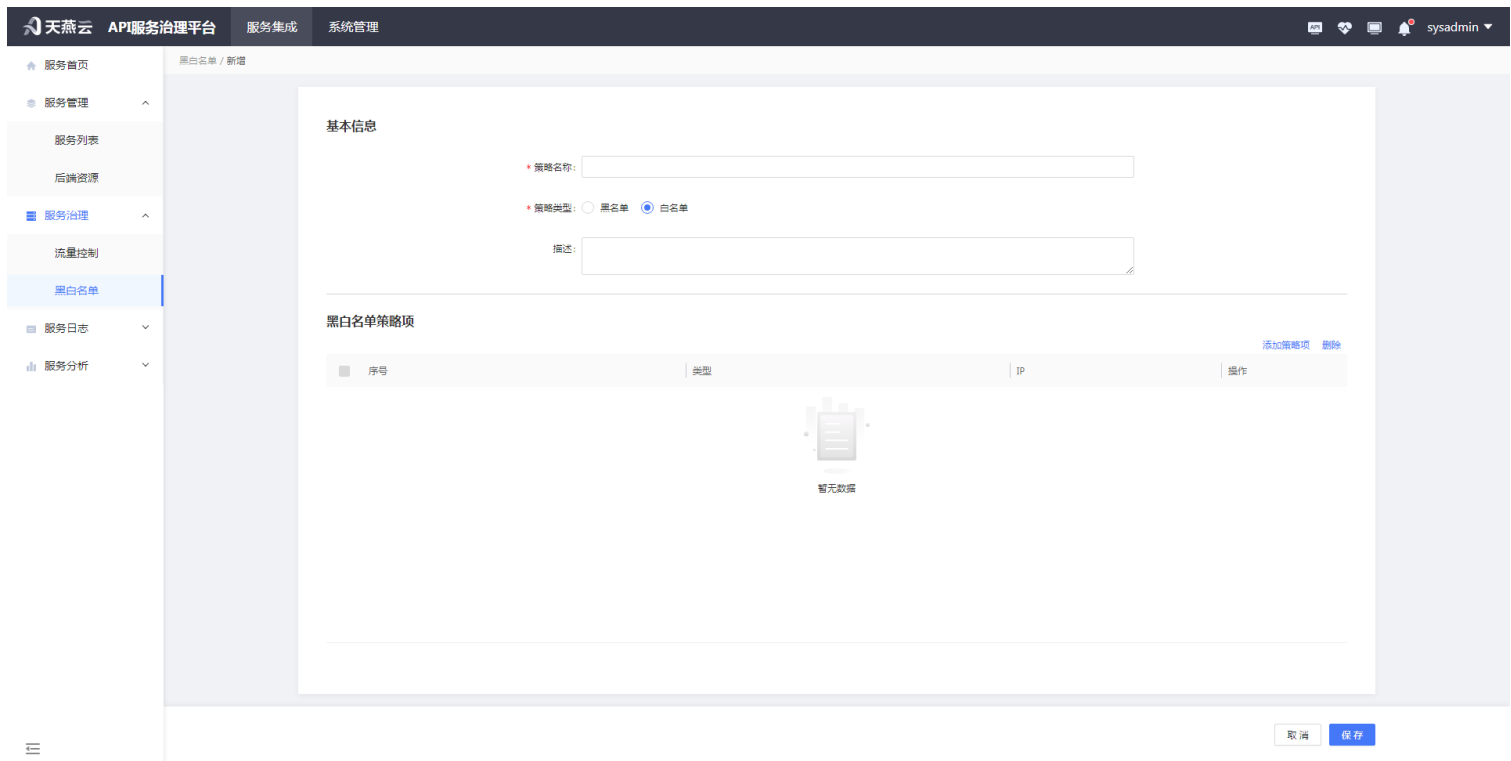 天燕云 API服务治理平台 服务集成 系统管理 API sysadmin
服务首页
黑白名单 / 新增
服务管理
服务列表
后端资源
服务治理
流量控制
黑白名单
服务日志
服务分析
基本信息
* 策略名称:
* 策略类型: 黑名单 白名单
描述:
黑白名单策略项
添加策略项 删除
序号 类型 IP 操作
暂无数据
取消 保存